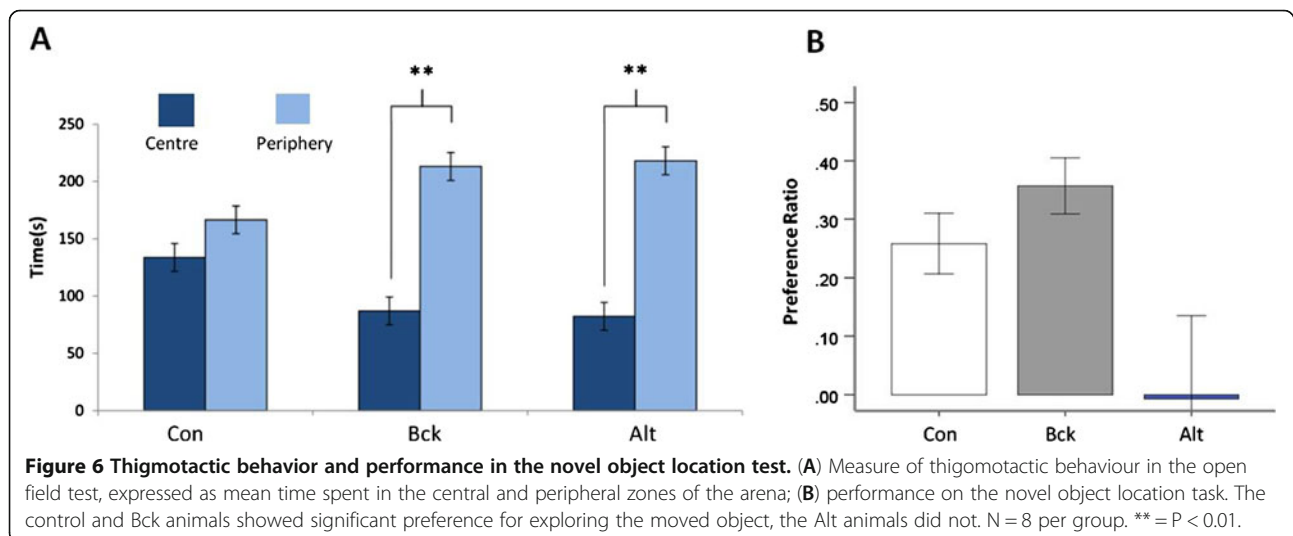 A
B
** **
Centre Periphery
Time(s)
250
200
150
100
50
0
Con Bck Alt
Preference Ratio
.50
.40
.30
.20
.10
.00
Con Bck Alt
Figure 6 Thigmotactic behavior and performance in the novel object location test. (A) Measure of thigomotactic behaviour in the open
field test, expressed as mean time spent in the central and peripheral zones of the arena; (B) performance on the novel object location task. The
control and Bck animals showed significant preference for exploring the moved object, the Alt animals did not. N = 8 per group. ** = P < 0.01.